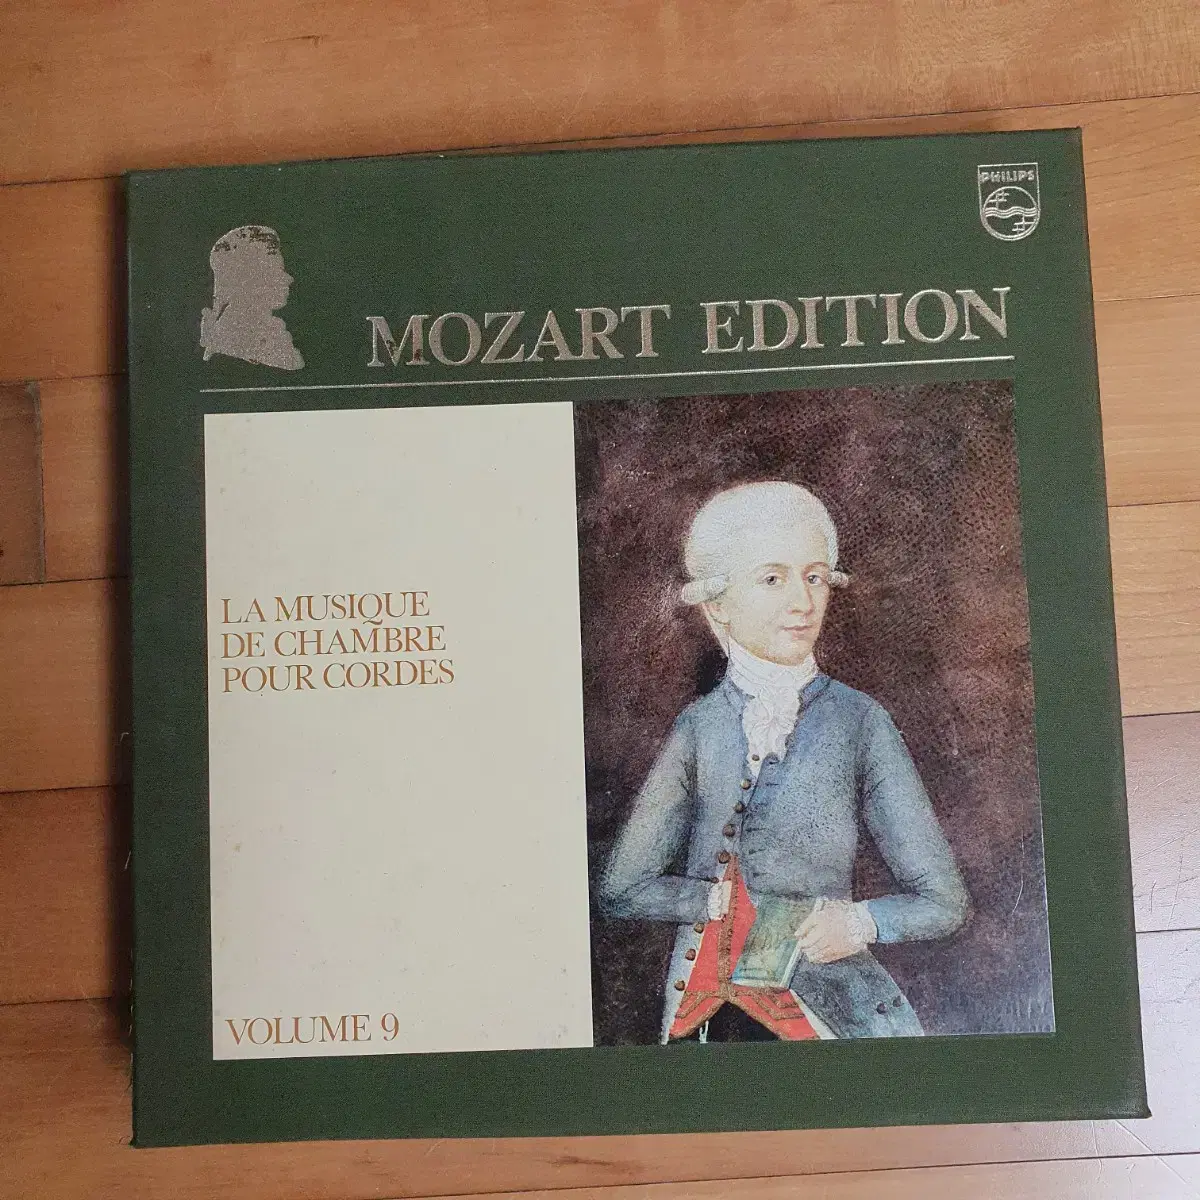 PHILIPS
MOZART EDITION
LA MUSIQUE
DE CHAMBRE
POUR CORDES
VOLUME 9